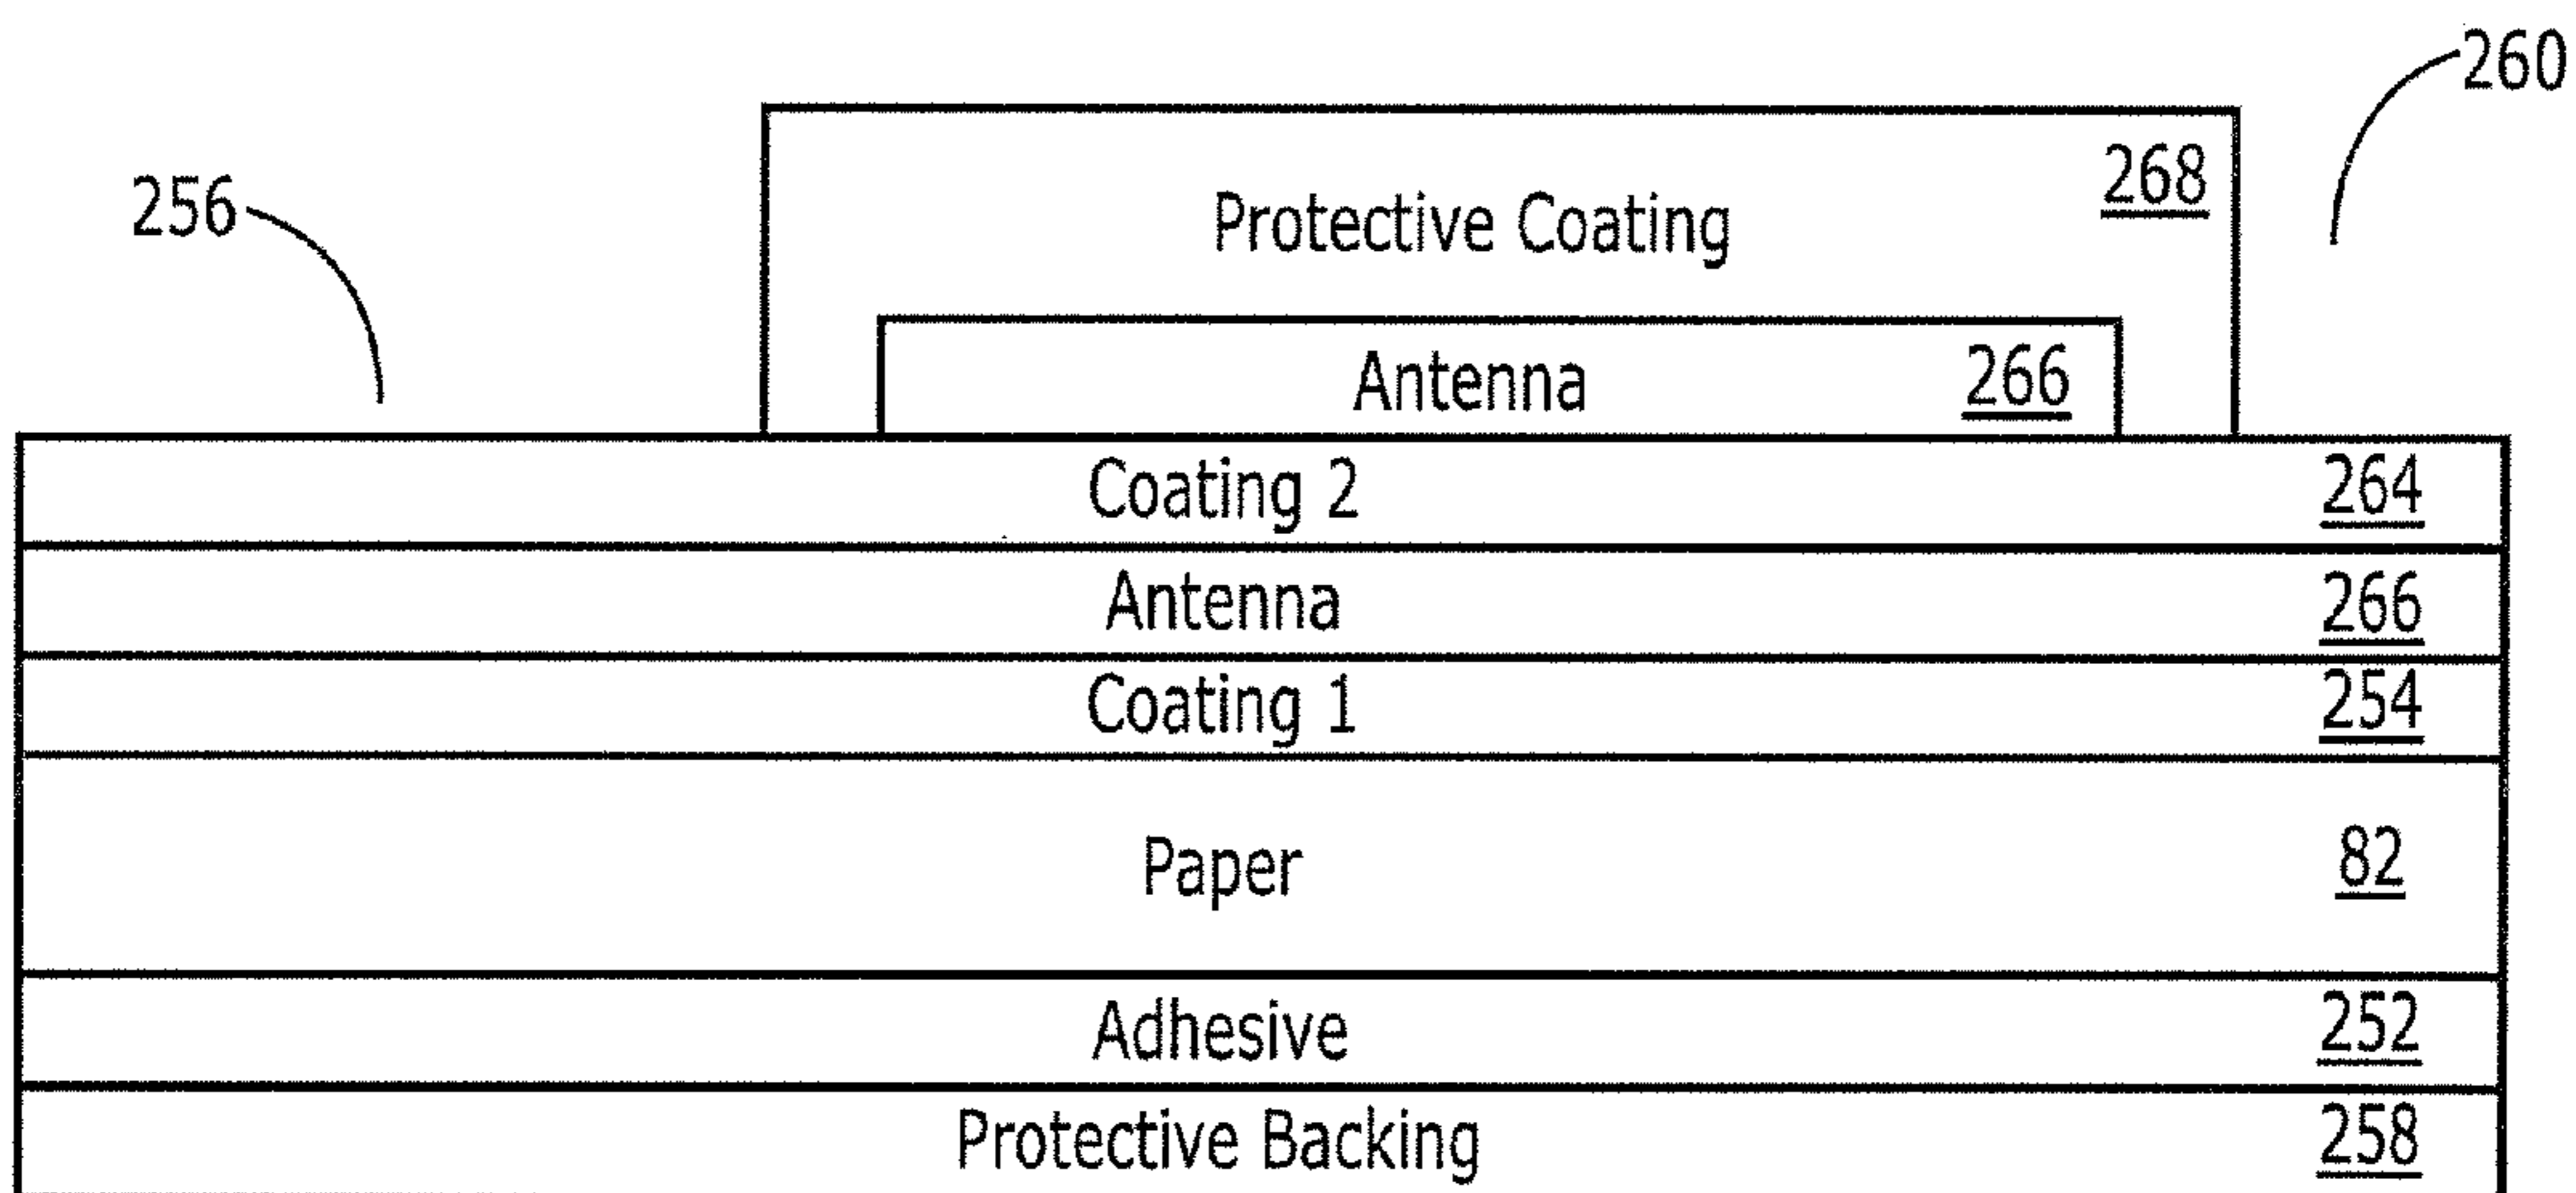 260
256
268
Protective Coating
Antenna 266
Coating 2 264
Antenna 266
Coating 1 254
Paper 82
Adhesive 252
Protective Backing 258